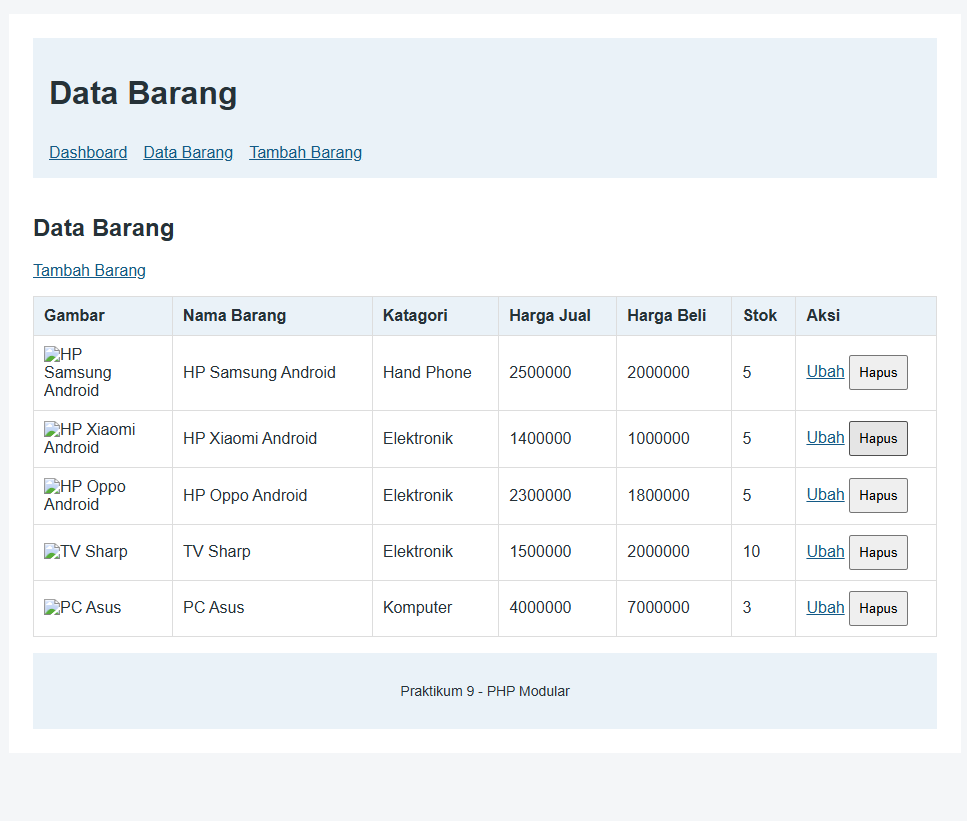 Data Barang
Dashboard Data Barang Tambah Barang
Data Barang
Tambah Barang
Gambar Nama Barang Katagori Harga Jual Harga Beli Stok Aksi
HP Samsung Android HP Samsung Android Hand Phone 2500000 2000000 5 Ubah Hapus
HP Xiaomi Android HP Xiaomi Android Elektronik 1400000 1000000 5 Ubah Hapus
HP Oppo Android HP Oppo Android Elektronik 2300000 1800000 5 Ubah Hapus
TV Sharp TV Sharp Elektronik 1500000 2000000 10 Ubah Hapus
PC Asus PC Asus Komputer 4000000 7000000 3 Ubah Hapus
Praktikum 9 - PHP Modular